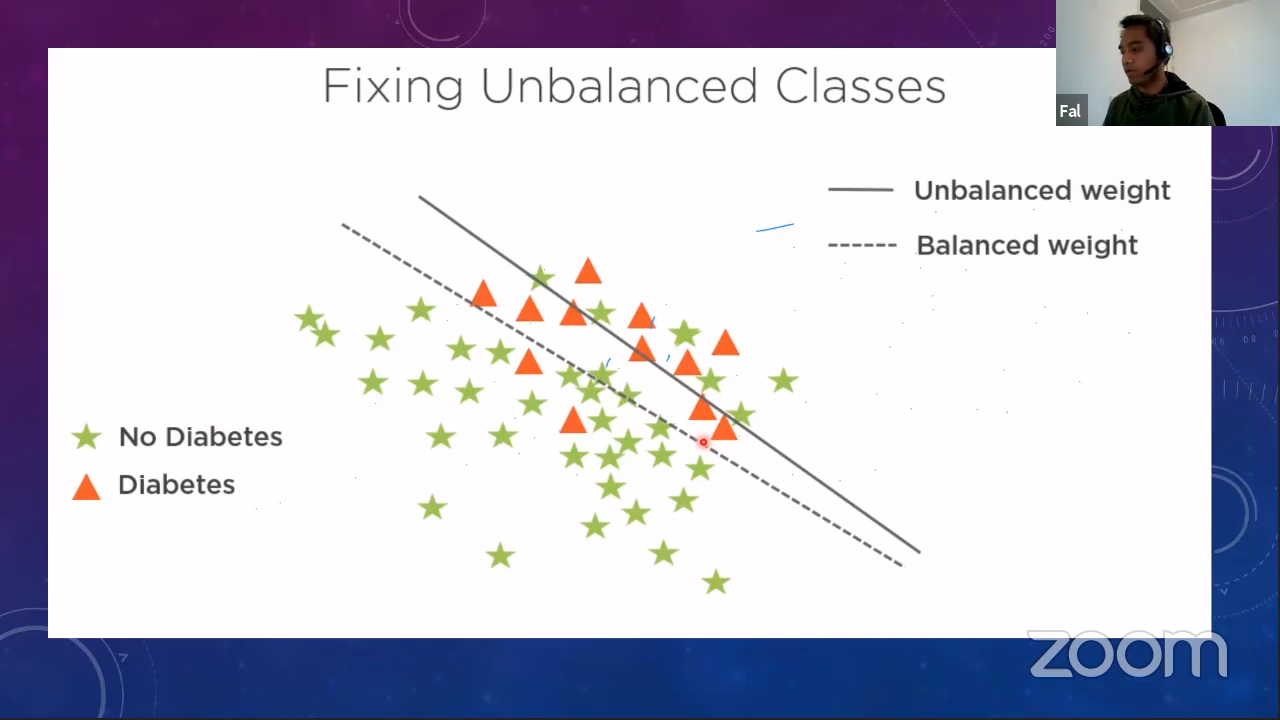 Fixing Unbalanced Classes
Fal
Unbalanced weight
Balanced weight
No Diabetes
Diabetes
zoom